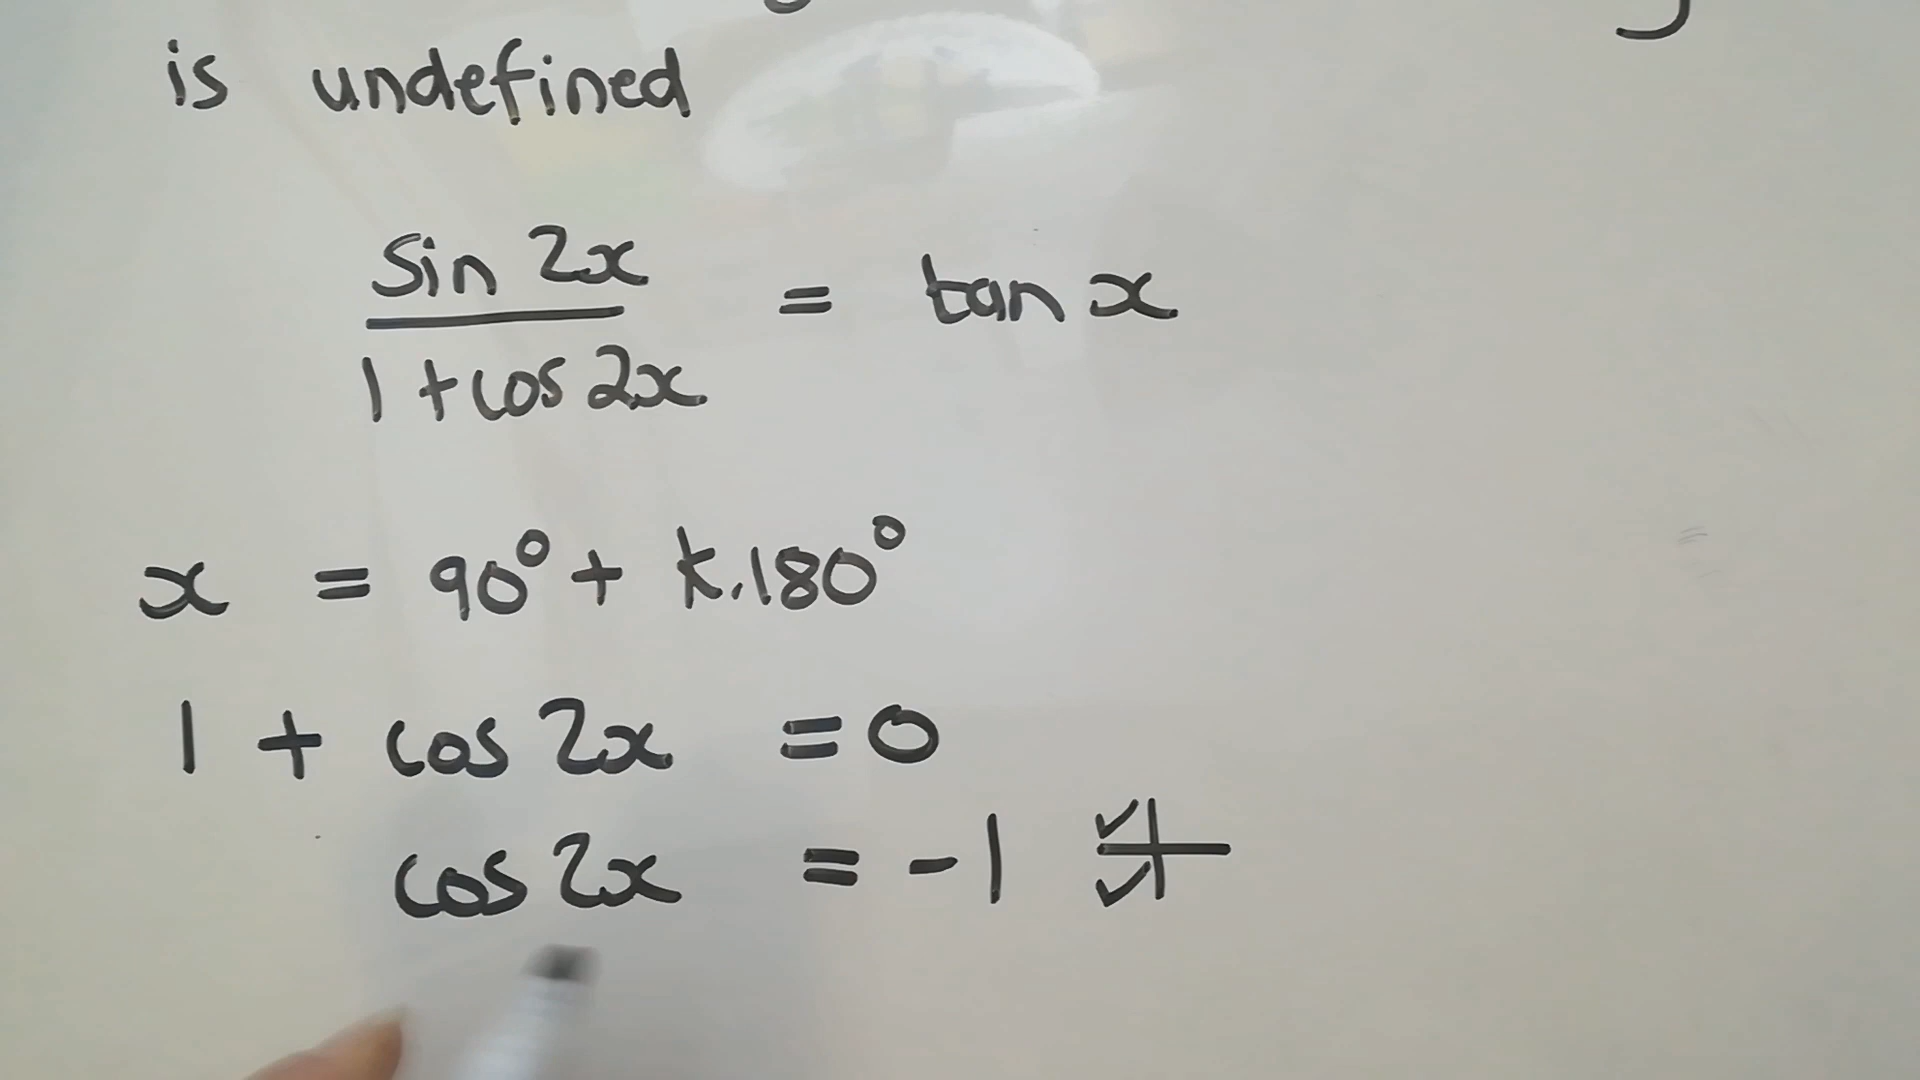 is undefined
sin 2x
1 + cos 2x
= tan x
x = 90° + k.180°
1 + cos 2x = 0
cos 2x = -1 ✓✓